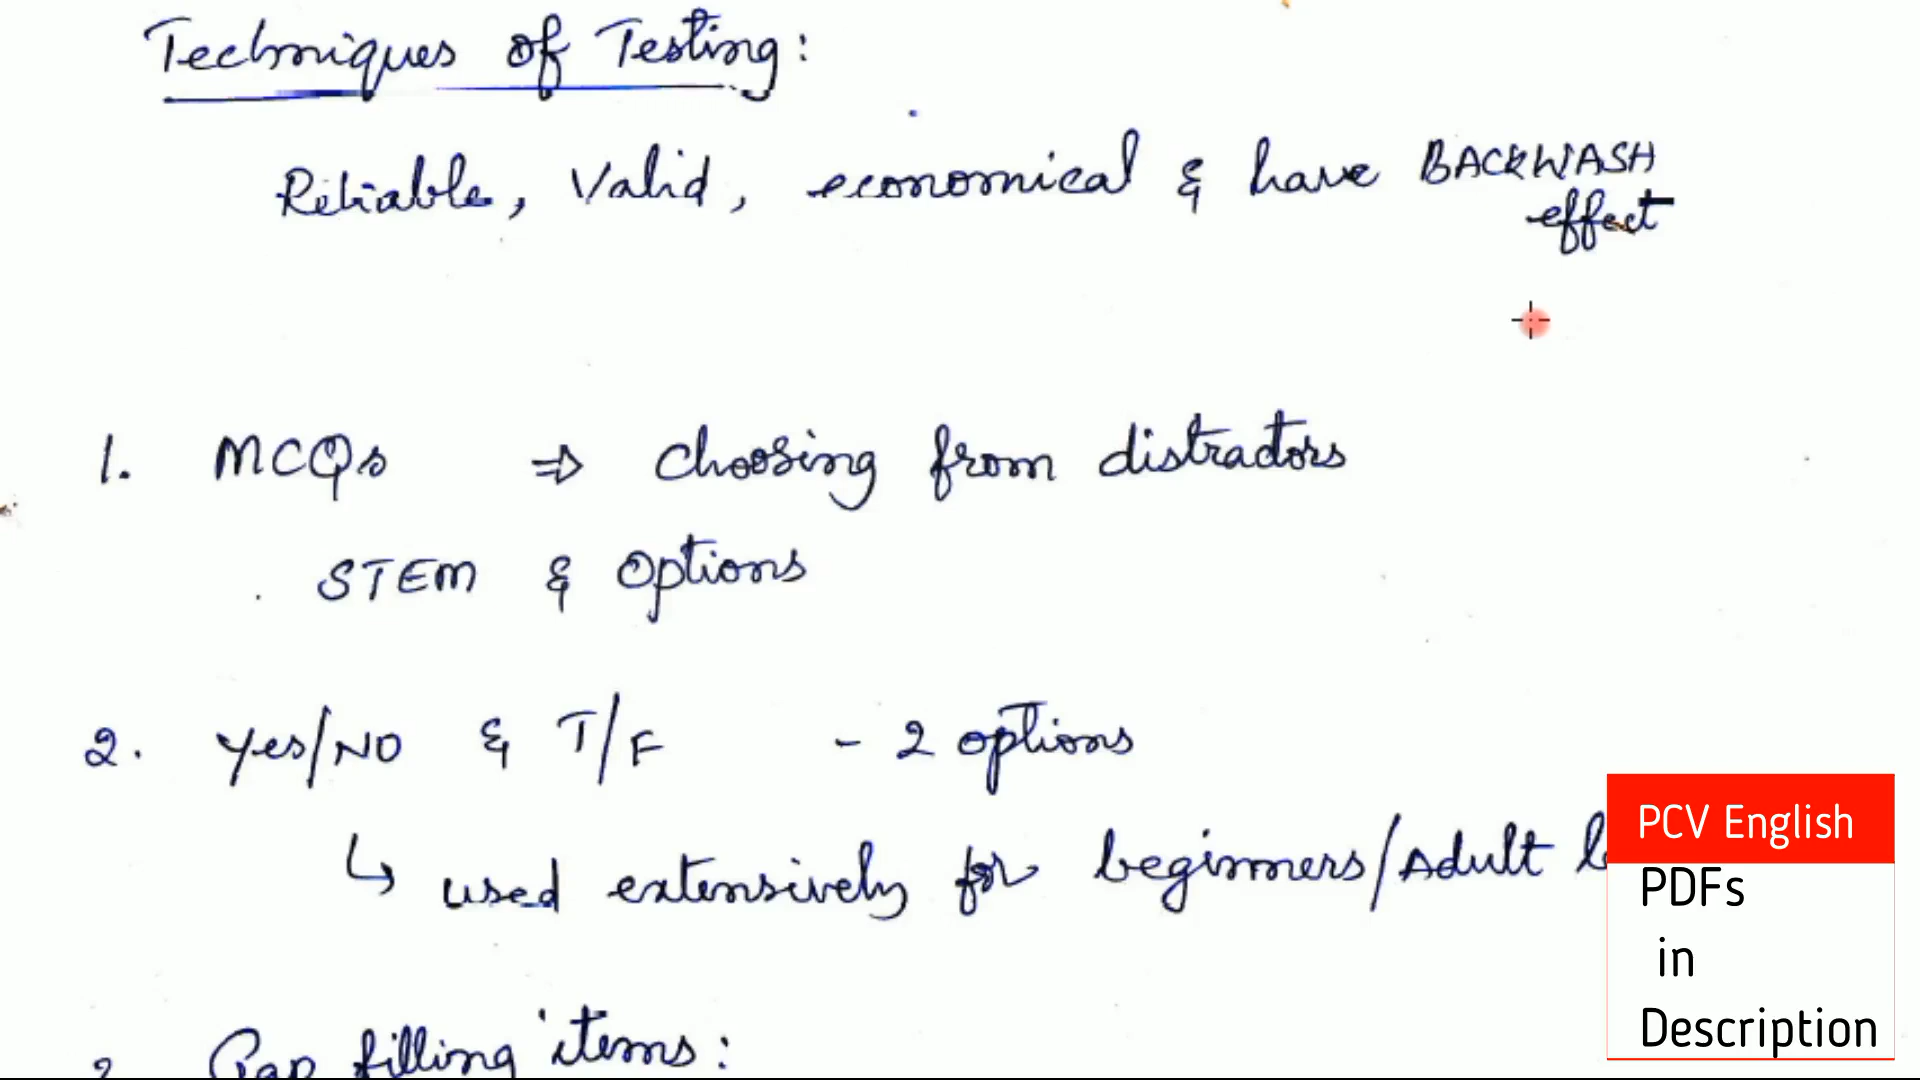 Techniques of Testing:
Reliable, Valid, economical & have BACKWASH
effect
1. MCQs ⇒ choosing from distractors
STEM & Options
2. Yes/NO & T/F - 2 options
↳ used extensively for beginners/Adult
PCV English
PDFs
in
Description
Gap filling items: